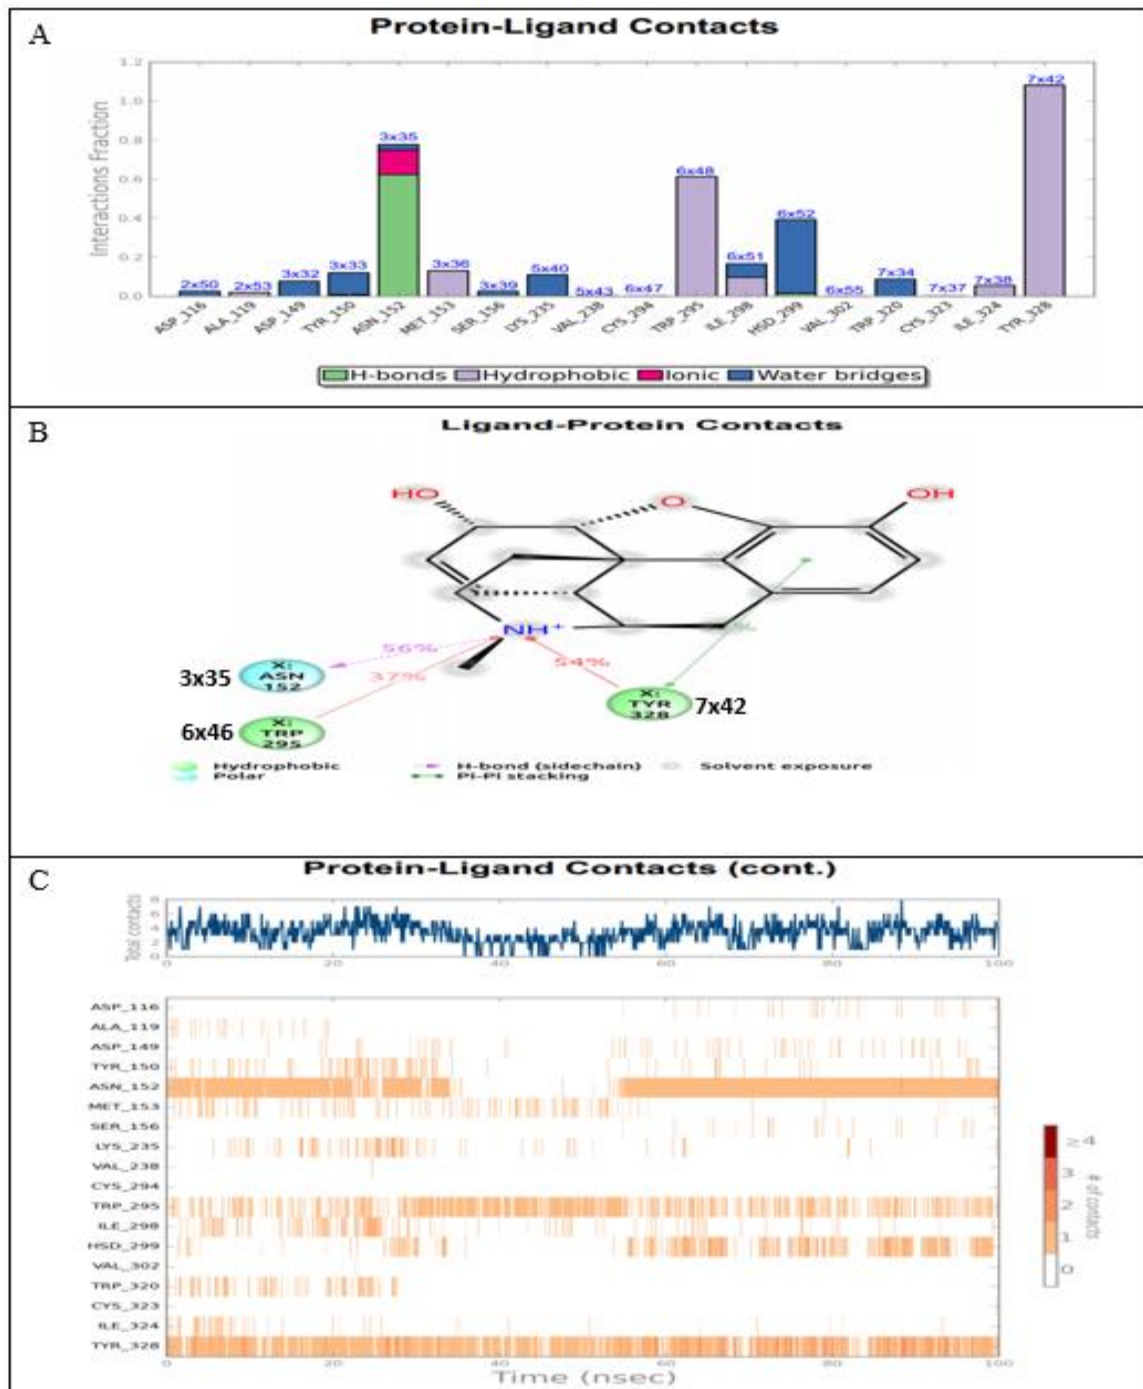 A
Protein-Ligand Contacts
Interactions Fraction
1.2
1.0
0.8
0.6
0.4
0.2
0.0
2x50 2x53 3x32 3x33 3x35 3x36 3x39 5x40 5x43 6x47 6x48 6x51 6x52 6x55 7x34 7x37 7x38 7x42
ASP_116 ALA_119 ASP_149 TYR_150 ASN_152 MET_153 SER_156 LYS_235 VAL_238 CYS_294 TRP_295 ILE_298 HSD_299 VAL_302 TRP_320 CYS_323 ILE_324 TYR_328
H-bonds Hydrophobic Ionic Water bridges
B
Ligand-Protein Contacts
HO O OH
NH+
56%
37%
54%
%
3x35 X: ASN 152
6x46 X: TRP 295
X: TYR 328 7x42
Hydrophobic H-bond (sidechain) Solvent exposure
Polar Pi-Pi stacking
C
Protein-Ligand Contacts (cont.)
Total contacts
8
6
4
2
0
0 20 40 60 80 100
ASP_116
ALA_119
ASP_149
TYR_150
ASN_152
MET_153
SER_156
LYS_235
VAL_238
CYS_294
TRP_295
ILE_298
HSD_299
VAL_302
TRP_320
CYS_323
ILE_324
TYR_328
0 20 40 60 80 100
Time (nsec)
≥4
3
2
1
0
# of contacts